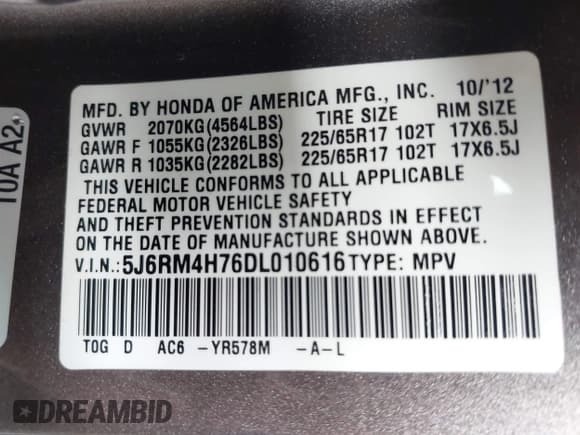 MFD. BY HONDA OF AMERICA MFG., INC. 10/'12
TIRE SIZE RIM SIZE
GVWR 2070KG(4564LBS)
GAWR F 1055KG(2326LBS) 225/65R17 102T 17X6.5J
GAWR R 1035KG(2282LBS) 225/65R17 102T 17X6.5J
THIS VEHICLE CONFORMS TO ALL APPLICABLE
FEDERAL MOTOR VEHICLE SAFETY
AND THEFT PREVENTION STANDARDS IN EFFECT
ON THE DATE OF MANUFACTURE SHOWN ABOVE.
V.I.N.:5J6RM4H76DL010616 TYPE: MPV
TOG D AC6 -YR578M -A-L
T0A A2
DREAMBID